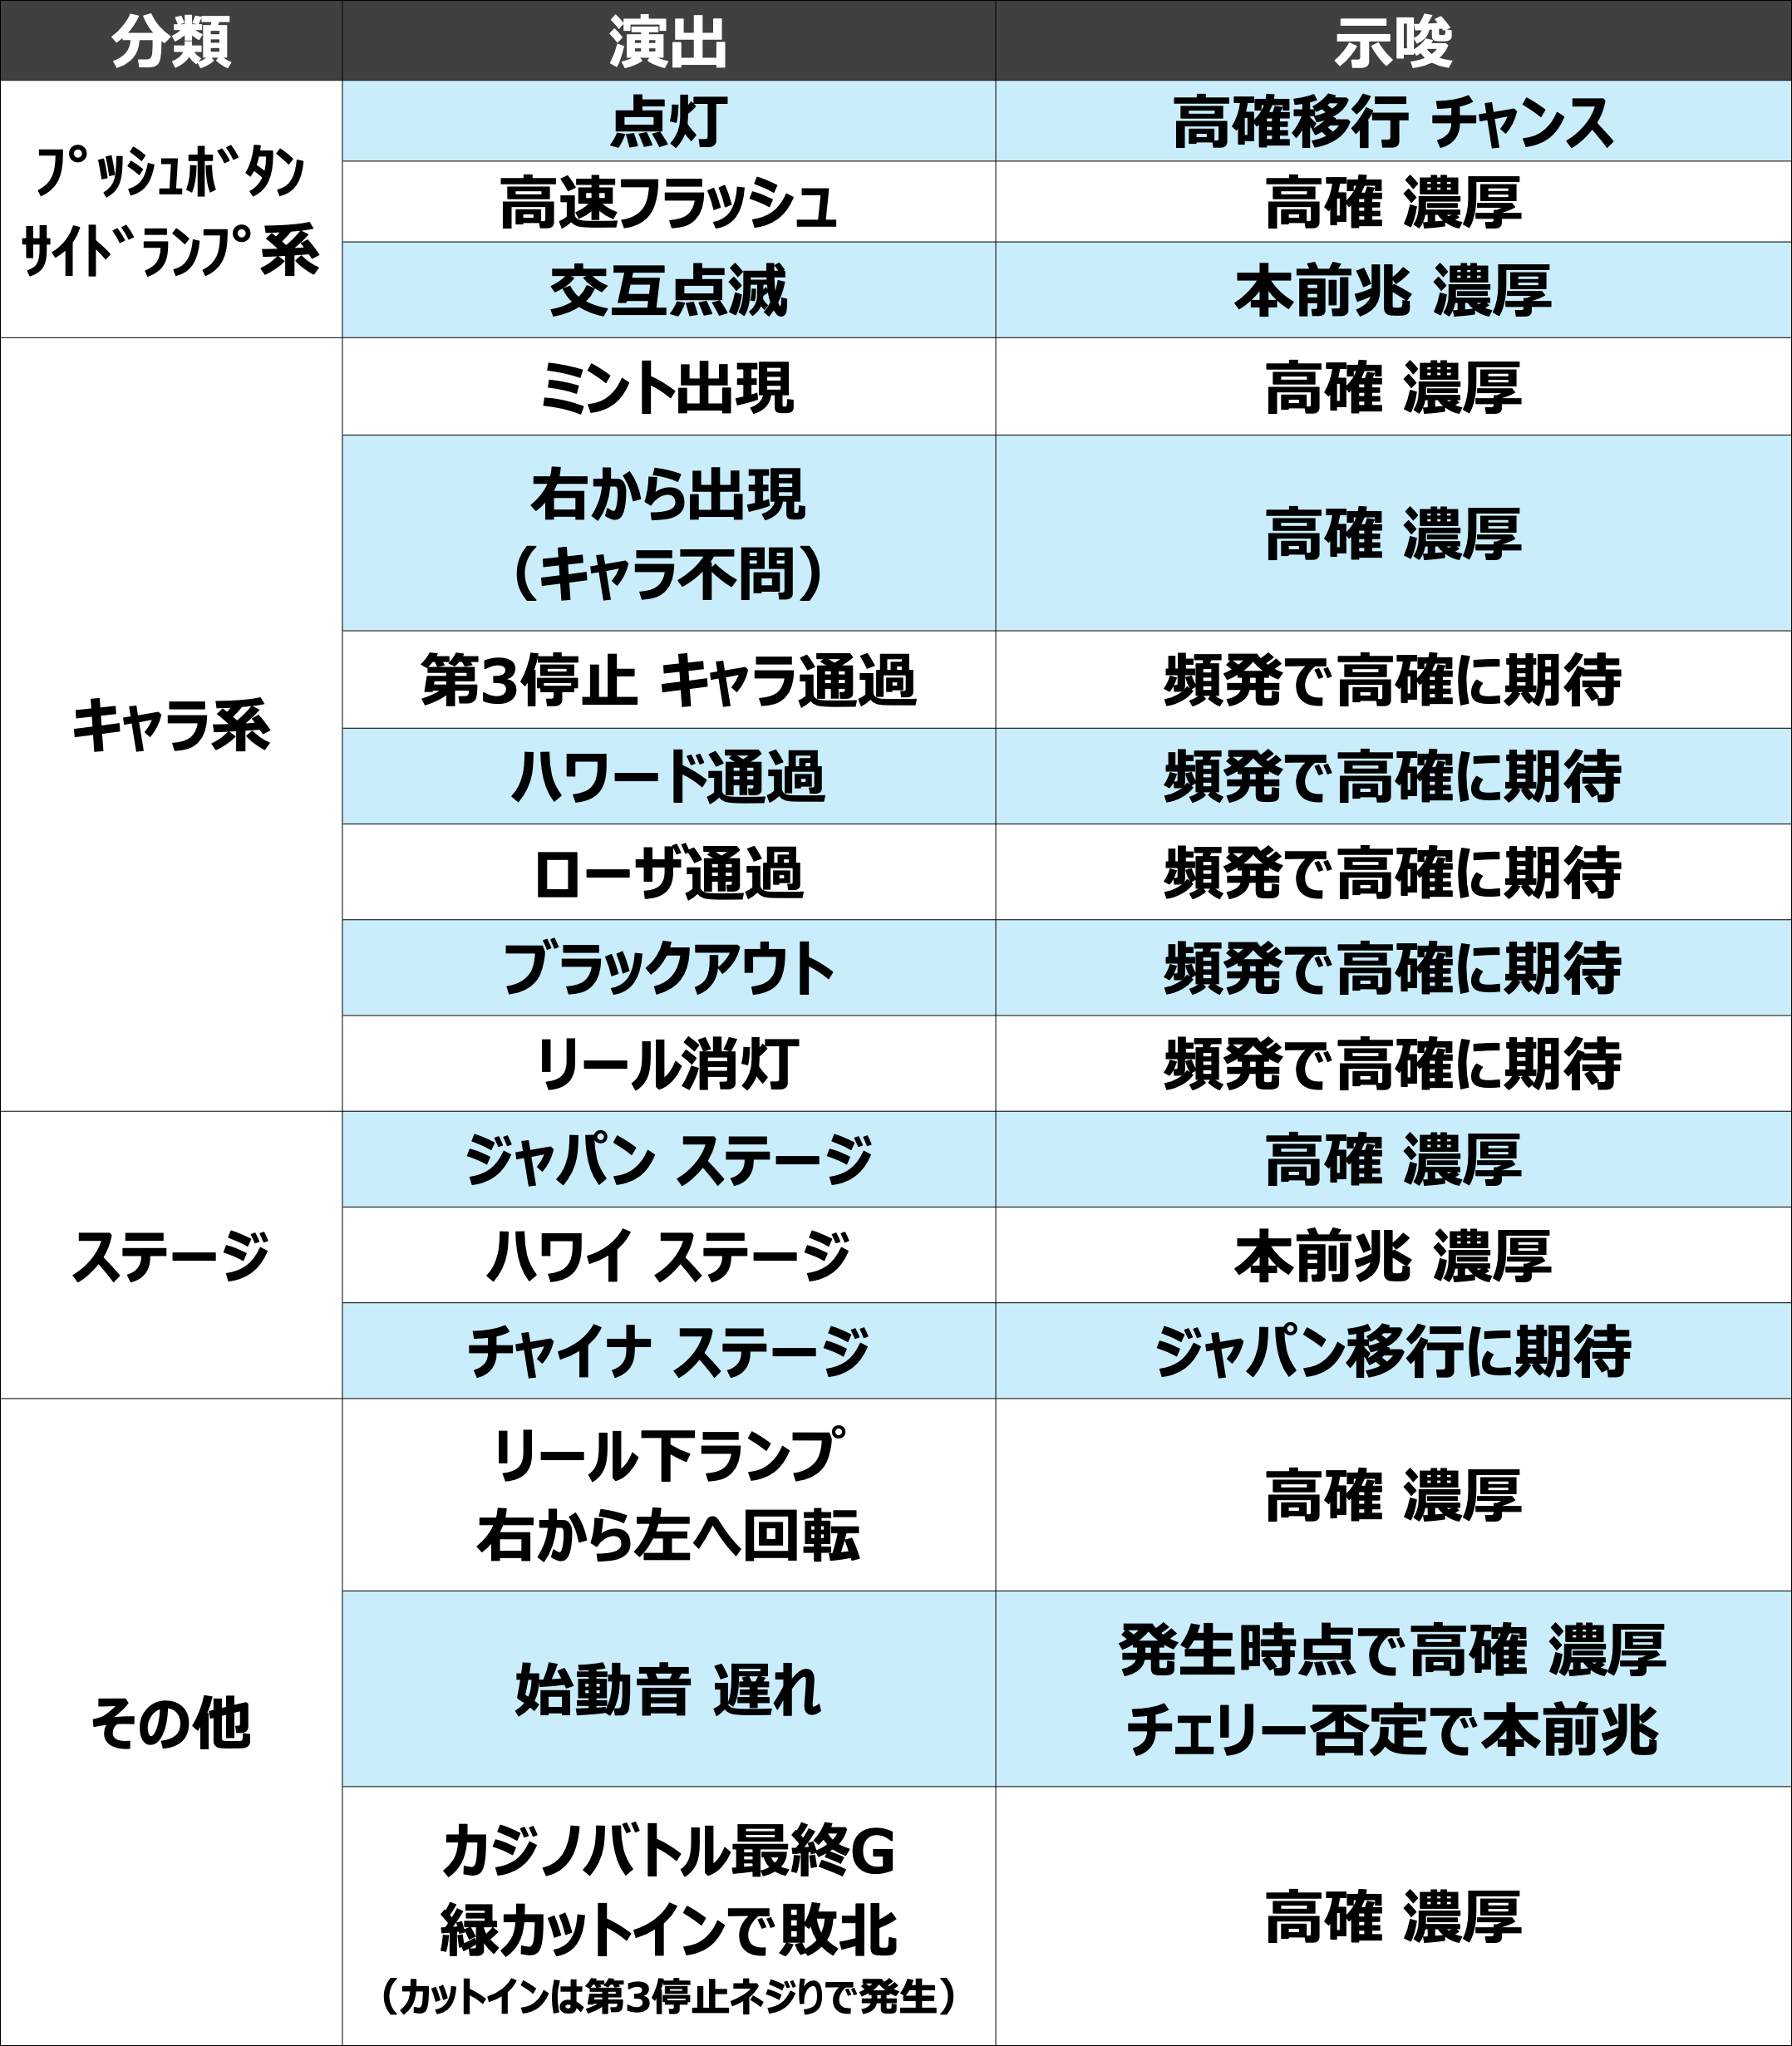 分類 演出 示唆
プッシュボタン
サイドランプ系
点灯 高確移行 チャンス
高速フラッシュ 高確 濃厚
交互点滅 本前兆 濃厚
キャラ系
ミント出現 高確 濃厚
右から出現
（キャラ不問）
高確 濃厚
第3停止 キャラ通過 頻発で高確に期待
ハワード通過 頻発で高確に期待
ローザ通過 頻発で高確に期待
ブラックアウト 頻発で高確に期待
リール消灯 頻発で高確に期待
ステージ
ジャパン ステージ 高確 濃厚
ハワイ ステージ 本前兆 濃厚
チャイナ ステージ ジャパン移行に期待
その他
リール下ランプ
右から左へ回転
高確 濃厚
始動音 遅れ
発生時点で高確 濃厚
チェリー否定で本前兆
カジノバトル最終G
緑カットインで敗北
（カットインは第3停止ネジりで発生）
高確 濃厚